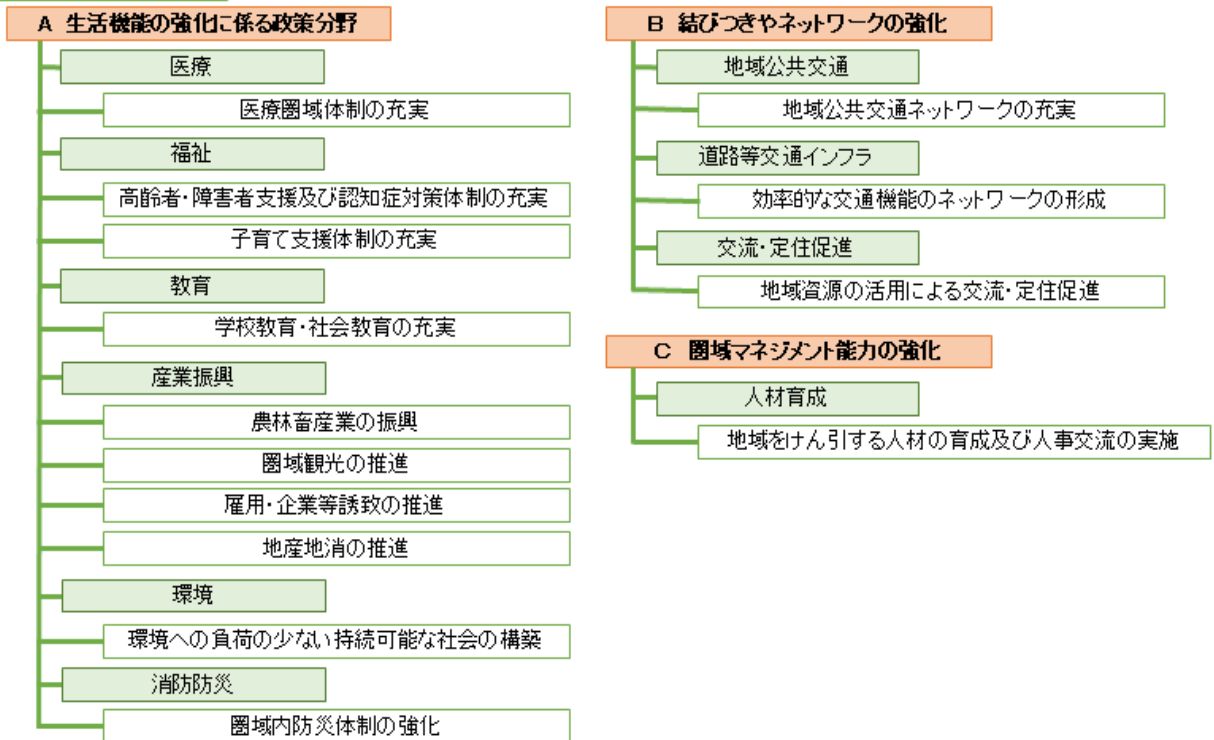 A 生活機能の強化に係る政策分野
医療
医療圏域体制の充実
福祉
高齢者・障害者支援及び認知症対策体制の充実
子育て支援体制の充実
教育
学校教育・社会教育の充実
産業振興
農林畜産業の振興
圏域観光の推進
雇用・企業等誘致の推進
地産地消の推進
環境
環境への負荷の少ない持続可能な社会の構築
消防防災
圏域内防災体制の強化
B 結びつきやネットワークの強化
地域公共交通
地域公共交通ネットワークの充実
道路等交通インフラ
効率的な交通機能のネットワークの形成
交流・定住促進
地域資源の活用による交流・定住促進
C 圏域マネジメント能力の強化
人材育成
地域をけん引する人材の育成及び人事交流の実施